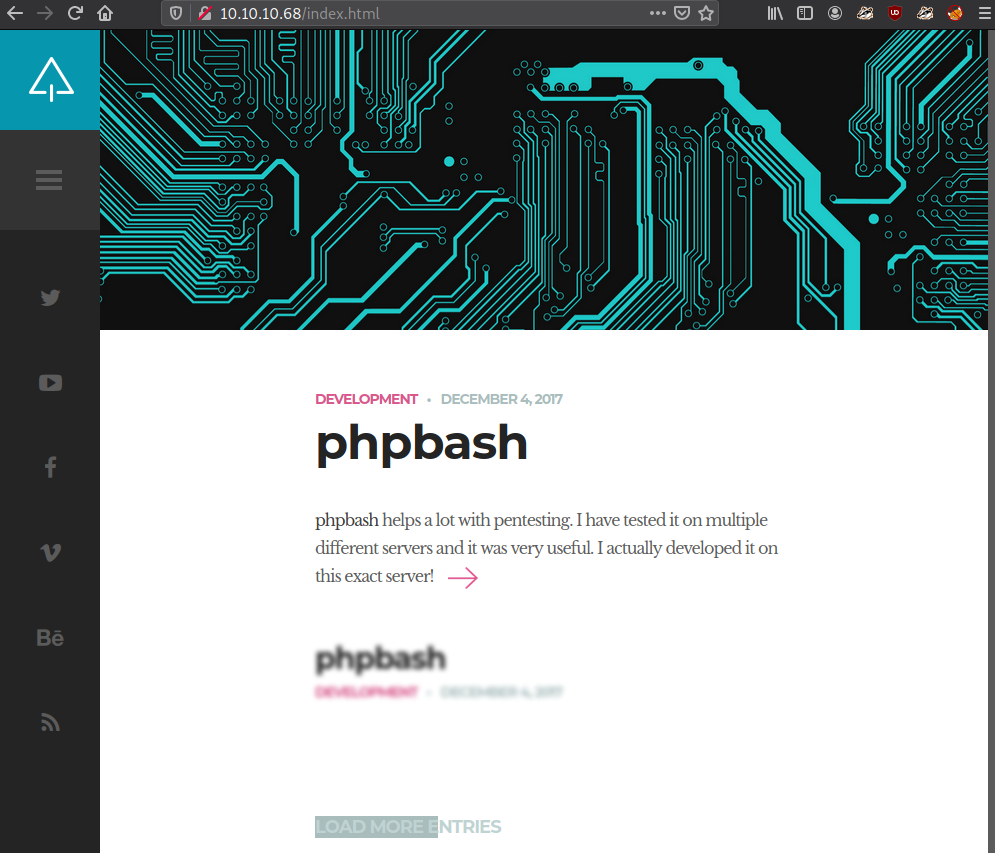 10.10.10.68/index.html
UO
DEVELOPMENT • DECEMBER 4, 2017
phpbash
phpbash helps a lot with pentesting. I have tested it on multiple
different servers and it was very useful. I actually developed it on
this exact server!
Bē
phpbash
DEVELOPMENT • DECEMBER 4, 2017
LOAD MORE ENTRIES